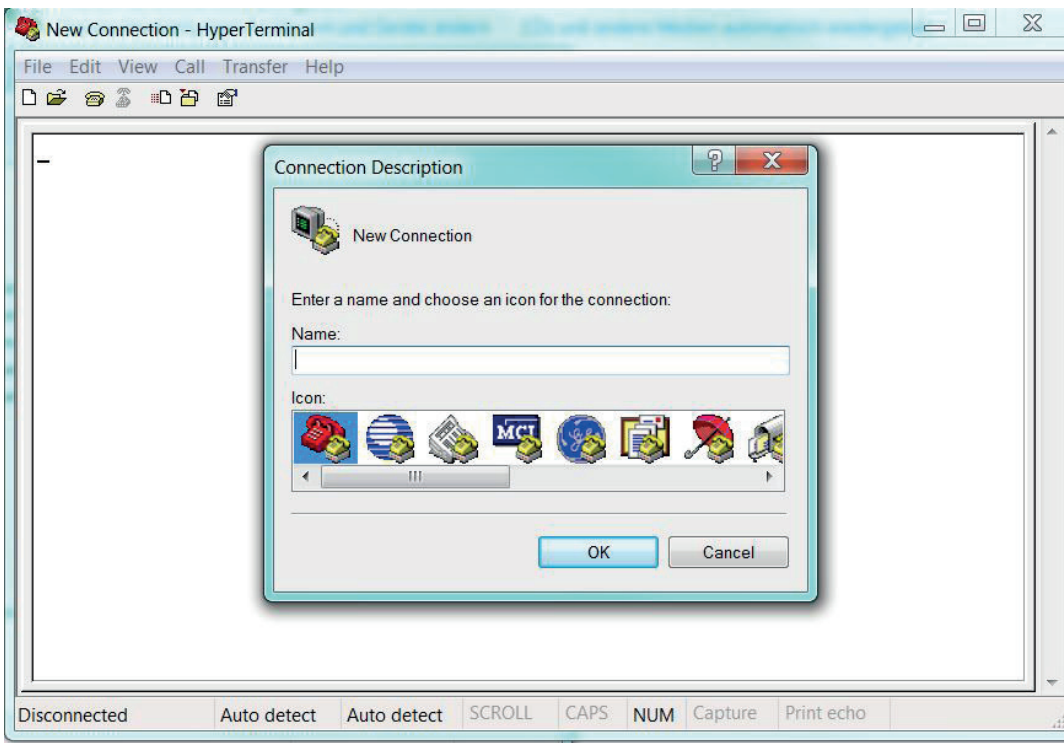 New Connection - HyperTerminal
File Edit View Call Transfer Help
Connection Description
New Connection
Enter a name and choose an icon for the connection:
Name:
Icon:
MCI
OK Cancel
Disconnected Auto detect Auto detect SCROLL CAPS NUM Capture Print echo